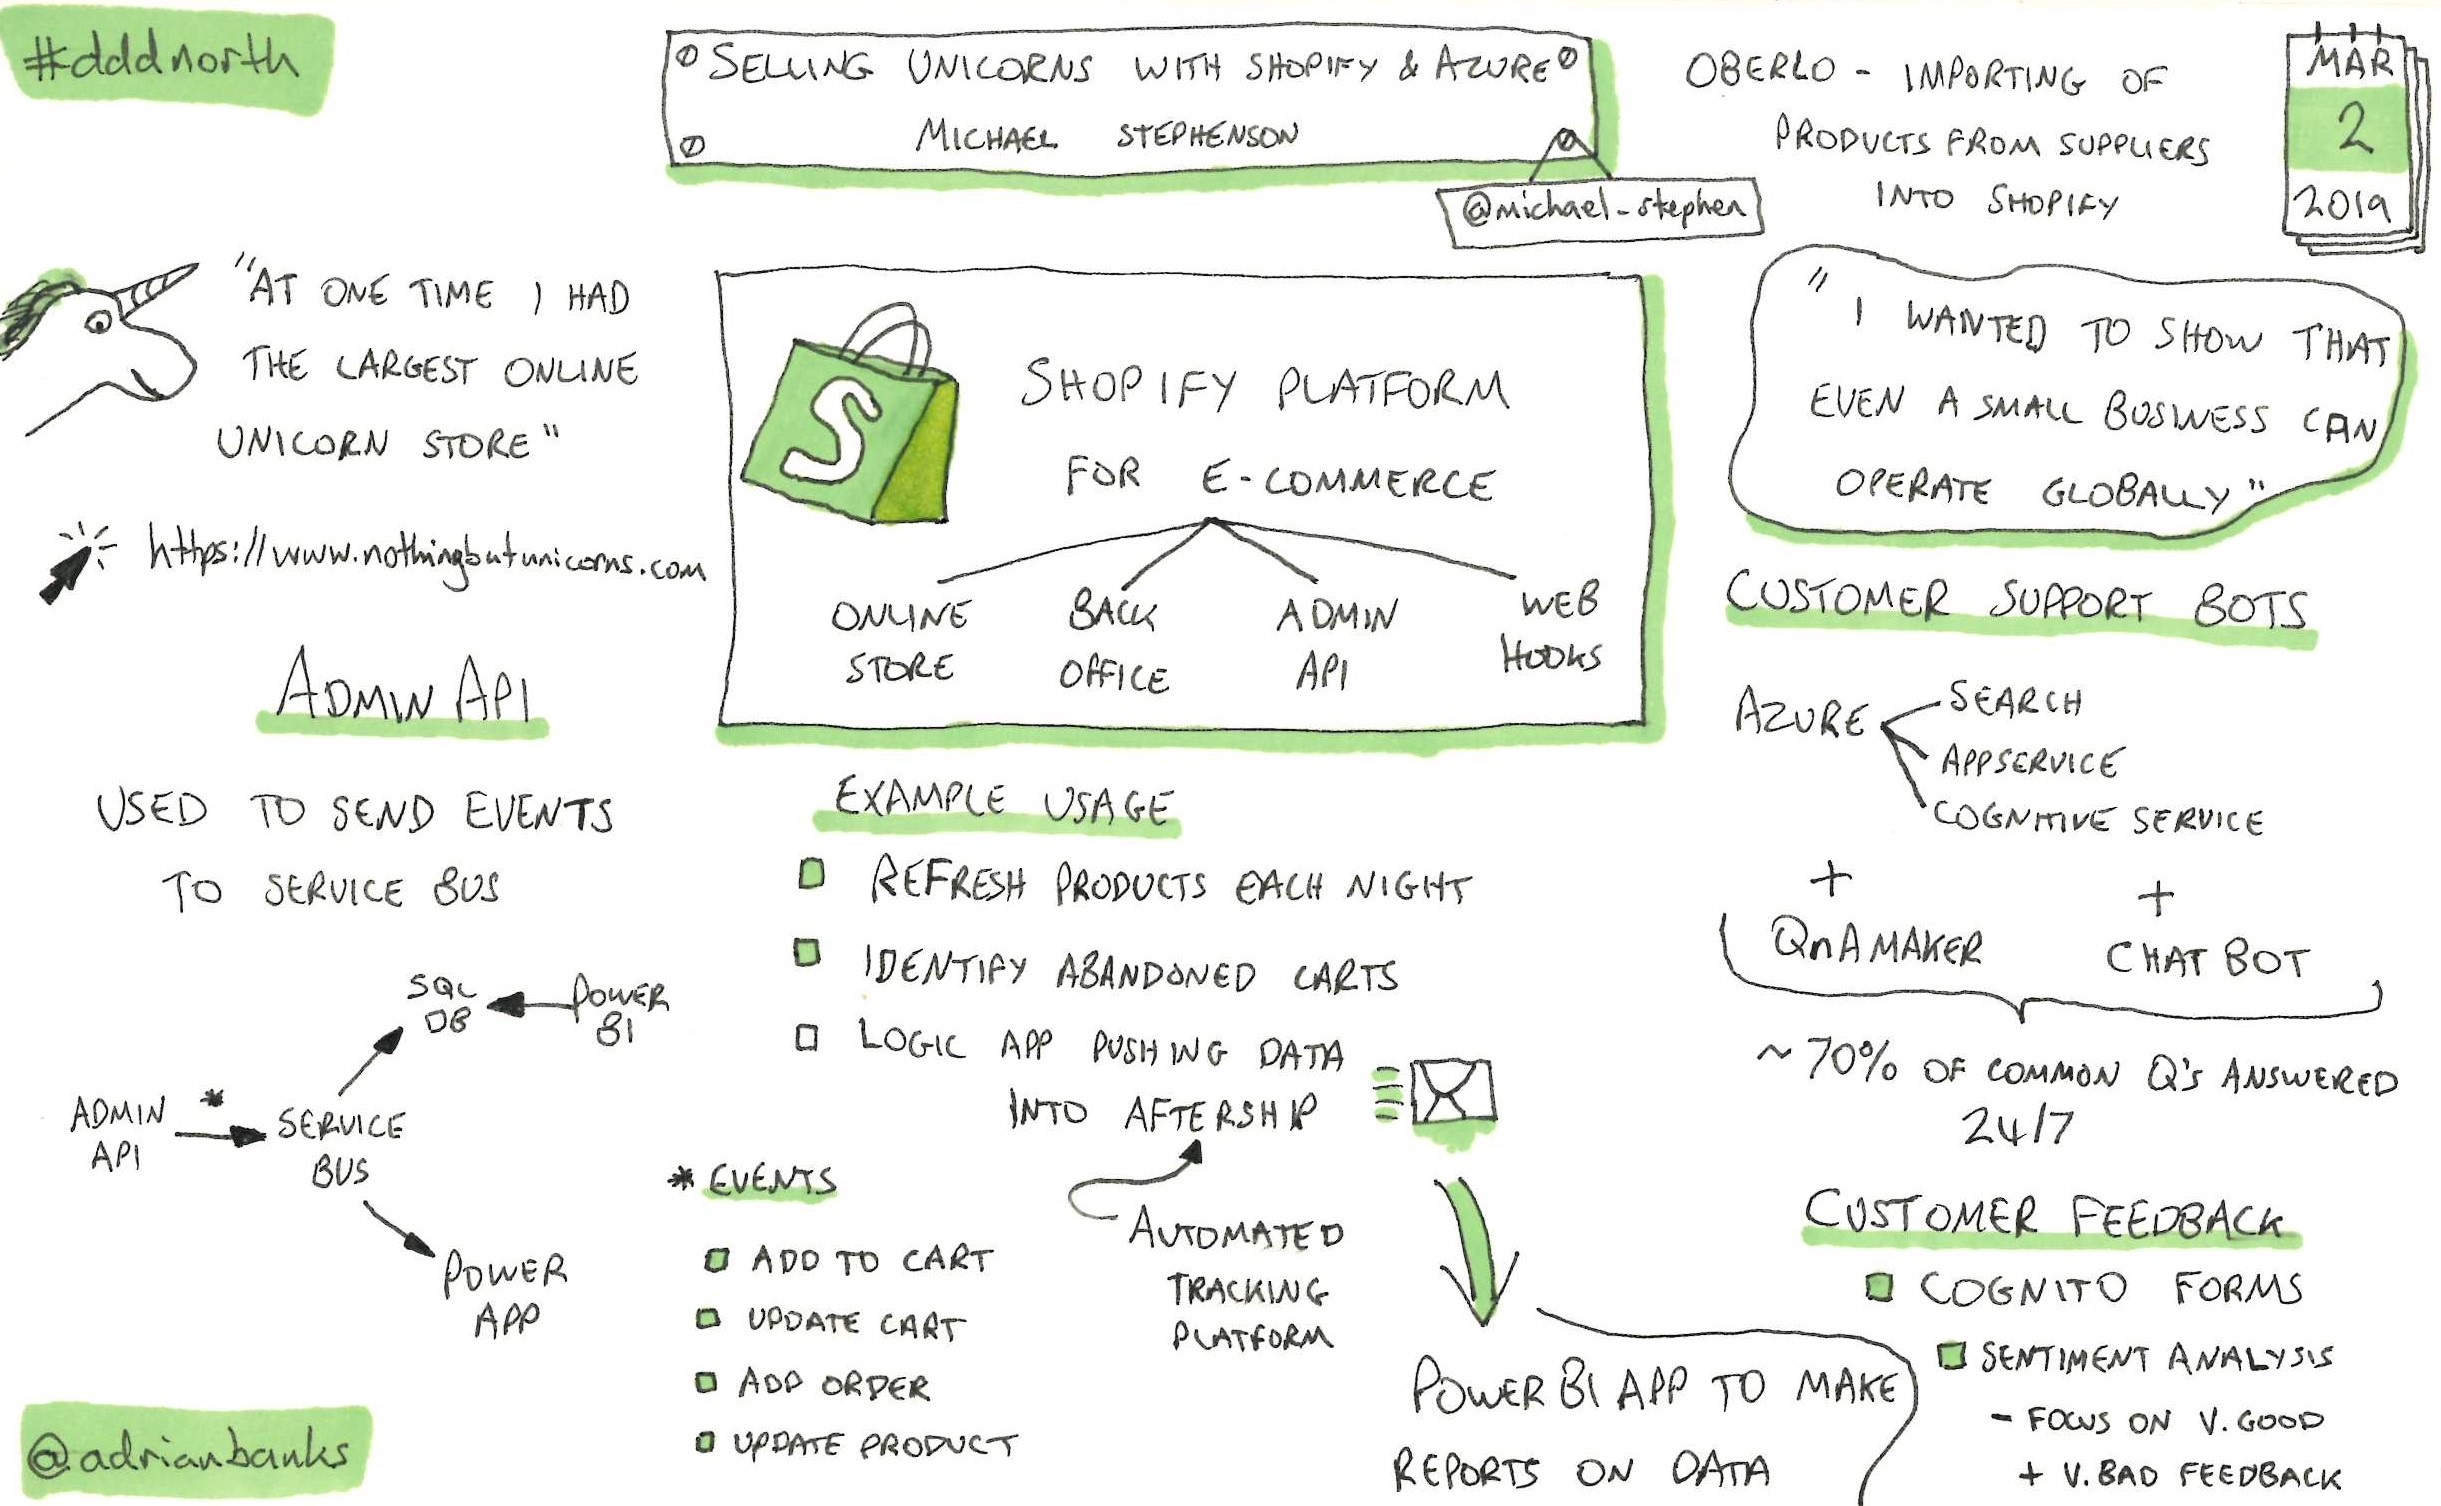 #dddnorth
SELLING UNICORNS WITH SHOPIFY & AZURE
MICHAEL STEPHENSON
@michael_stephen
OBERLO - IMPORTING OF
PRODUCTS FROM SUPPLIERS
INTO SHOPIFY
MAR
2
2019
"AT ONE TIME I HAD
THE LARGEST ONLINE
UNICORN STORE"
https://www.nothingbutunicorns.com
S
SHOPIFY PLATFORM
FOR E-COMMERCE
ONLINE
STORE
BACK
OFFICE
ADMIN
API
WEB
HOOKS
"I WANTED TO SHOW THAT
EVEN A SMALL BUSINESS CAN
OPERATE GLOBALLY"
ADMIN API
USED TO SEND EVENTS
TO SERVICE BUS
SQL
DB
POWER
BI
ADMIN
API
*
SERVICE
BUS
POWER
APP
EXAMPLE USAGE
REFRESH PRODUCTS EACH NIGHT
IDENTIFY ABANDONED CARTS
LOGIC APP PUSHING DATA
INTO AFTERSHIP
AUTOMATED
TRACKING
PLATFORM
* EVENTS
ADD TO CART
UPDATE CART
ADD ORDER
UPDATE PRODUCT
POWER BI APP TO MAKE
REPORTS ON DATA
CUSTOMER SUPPORT BOTS
AZURE
SEARCH
APPSERVICE
COGNITIVE SERVICE
+
QnA MAKER
+
CHAT BOT
~70% OF COMMON Q'S ANSWERED
24/7
CUSTOMER FEEDBACK
COGNITO FORMS
SENTIMENT ANALYSIS
- FOCUS ON V.GOOD
+ V.BAD FEEDBACK
@adrianbanks